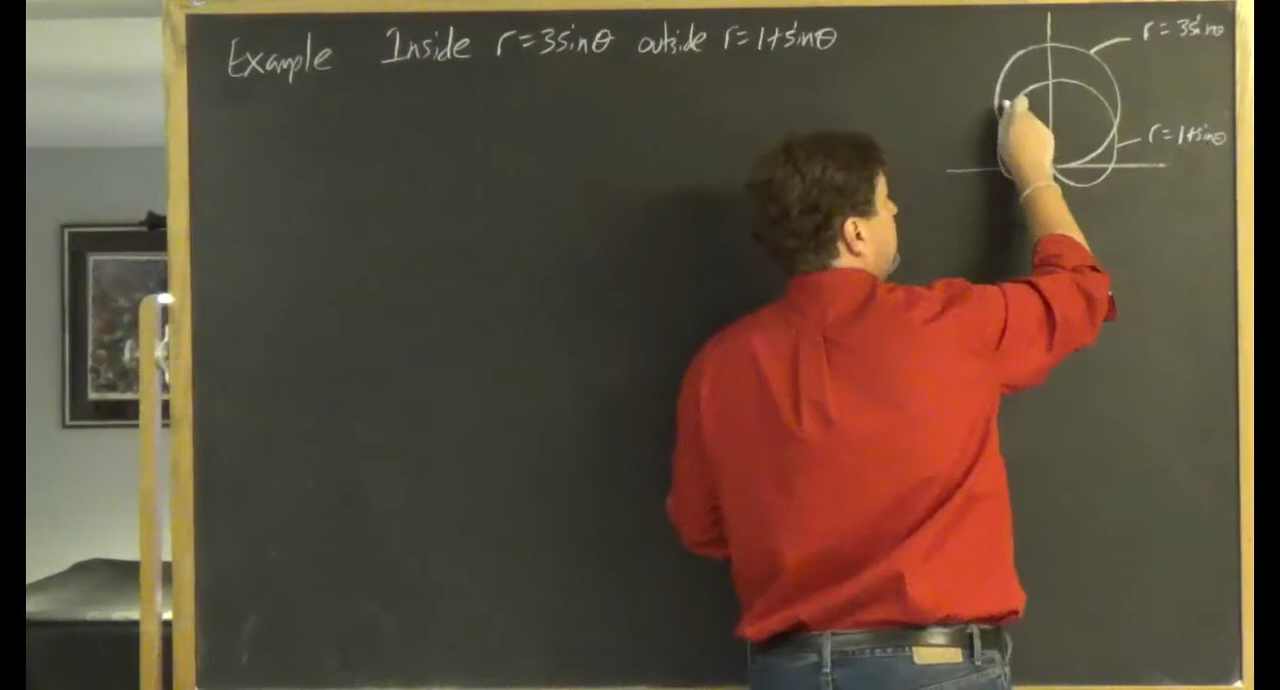 Example Inside r=3sinθ outside r=1+sinθ
r=3sinθ
r=1+sinθ